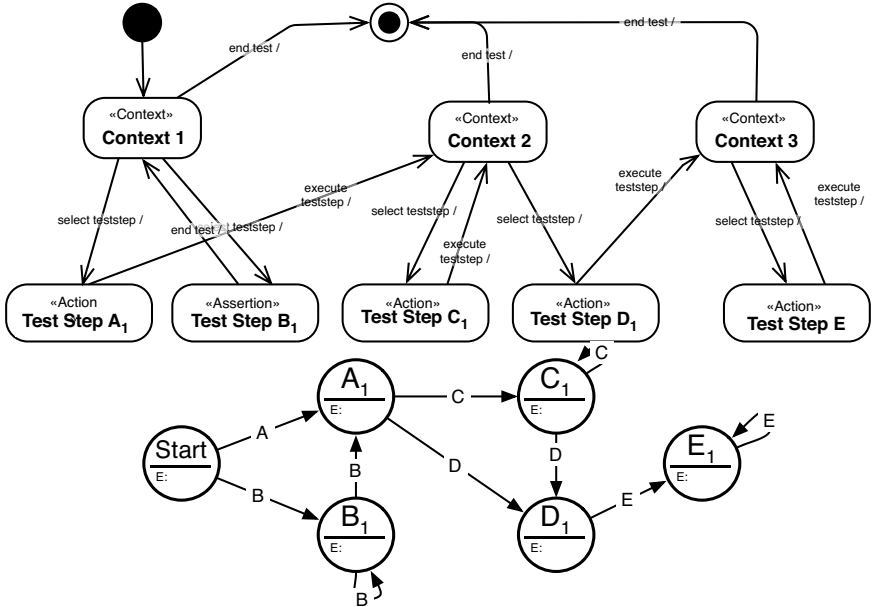 end test /
end test /
end test /
«Context»
Context 1
«Context»
Context 2
«Context»
Context 3
execute
teststep /
execute
teststep /
execute
teststep /
select teststep /
end test /
teststep /
select teststep /
execute
teststep /
select teststep /
select teststep /
«Action
Test Step A1
«Assertion»
Test Step B1
«Action»
Test Step C1
«Action»
Test Step D1
«Action»
Test Step E
C
A1
E:
C
C1
E:
E
Start
E:
A
B
B
D
D
E1
E:
B1
E:
D1
E:
E
B